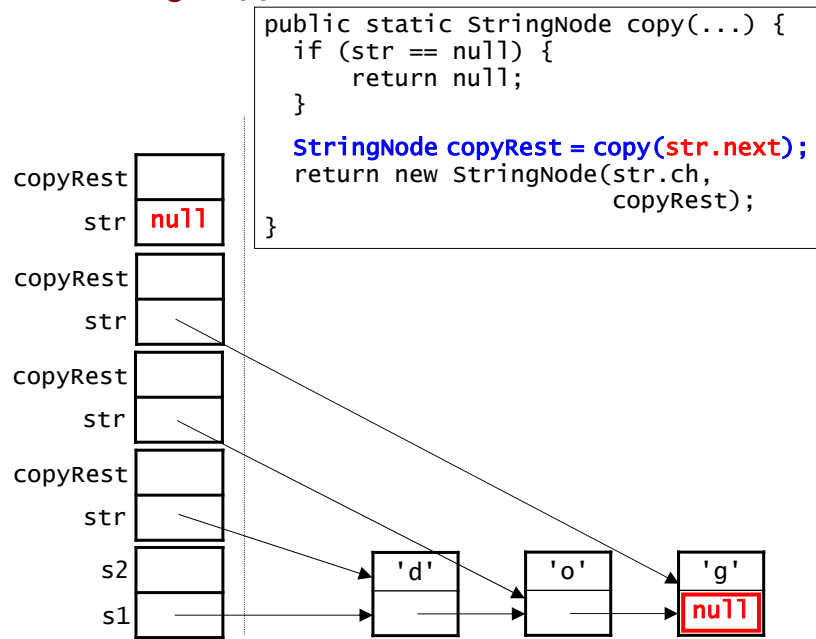 public static StringNode copy(...) {
if (str == null) {
return null;
}
StringNode copyRest = copy(str.next);
return new StringNode(str.ch,
copyRest);
}
copyRest
str null
copyRest
str
copyRest
str
copyRest
str
s2 'd' 'o' 'g'
s1 null